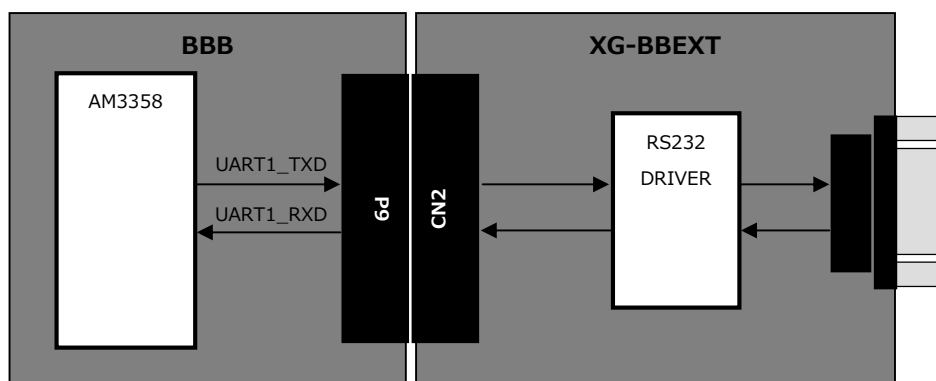 BBB
XG-BBEXT
AM3358
RS232
DRIVER
UART1_TXD
UART1_RXD
P9
CN2